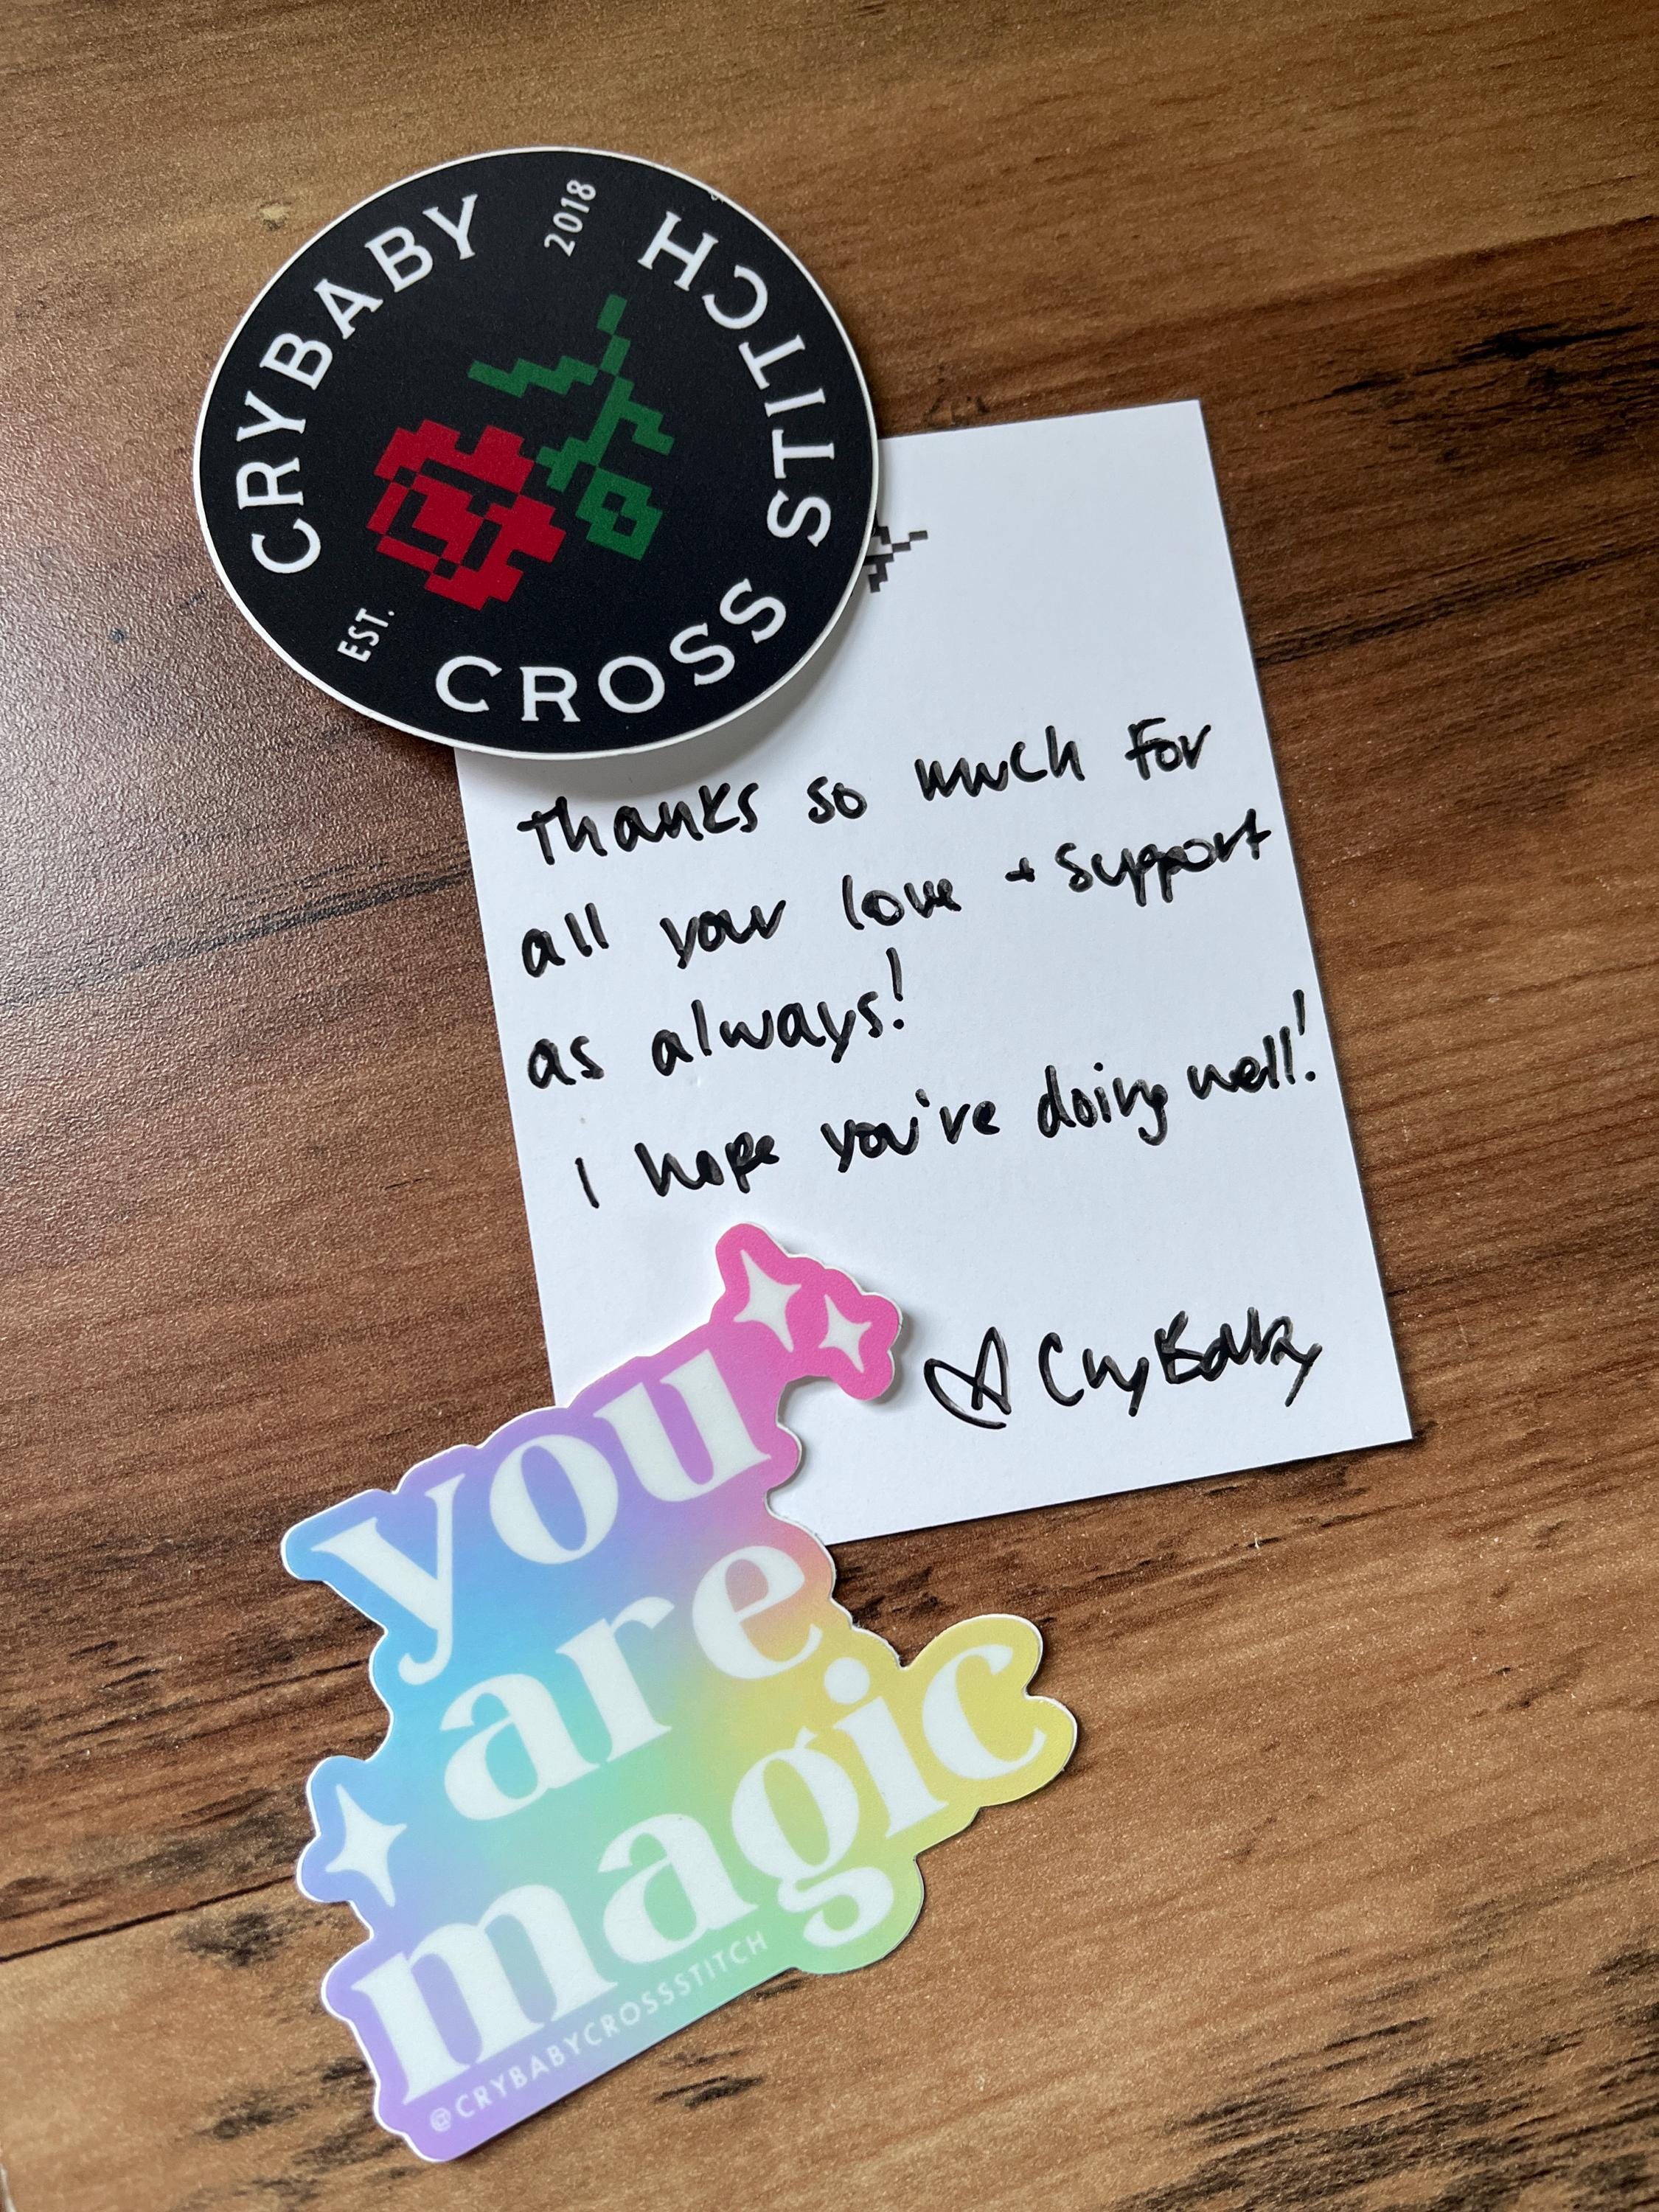 CRYBABY
CROSS STITCH
EST.
2018
Thanks so much for
all your love + support
as always!
I hope you've doing well!
CryBaby
you
are
magic
@CRYBABYCROSSSTITCH